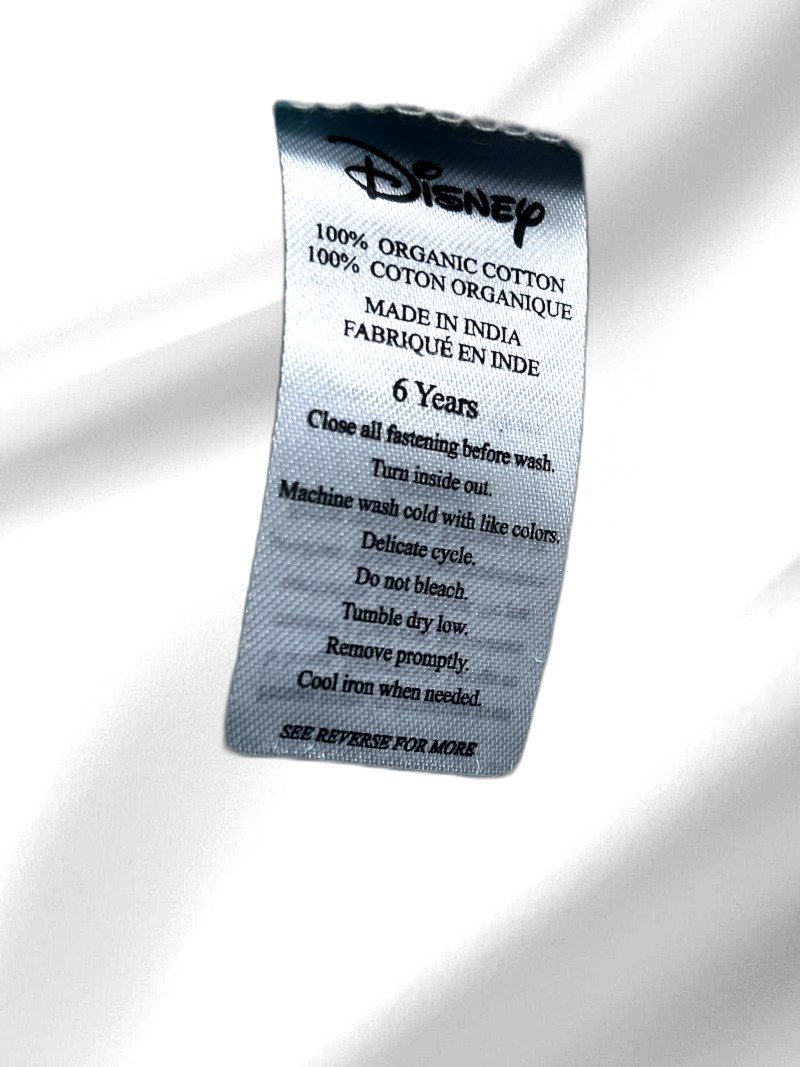 Disney
100% ORGANIC COTTON
100% COTON ORGANIQUE
MADE IN INDIA
FABRIQUÉ EN INDE
6 Years
Close all fastening before wash.
Turn inside out.
Machine wash cold with like colors.
Delicate cycle.
Do not bleach.
Tumble dry low.
Remove promptly.
Cool iron when needed.
SEE REVERSE FOR MORE